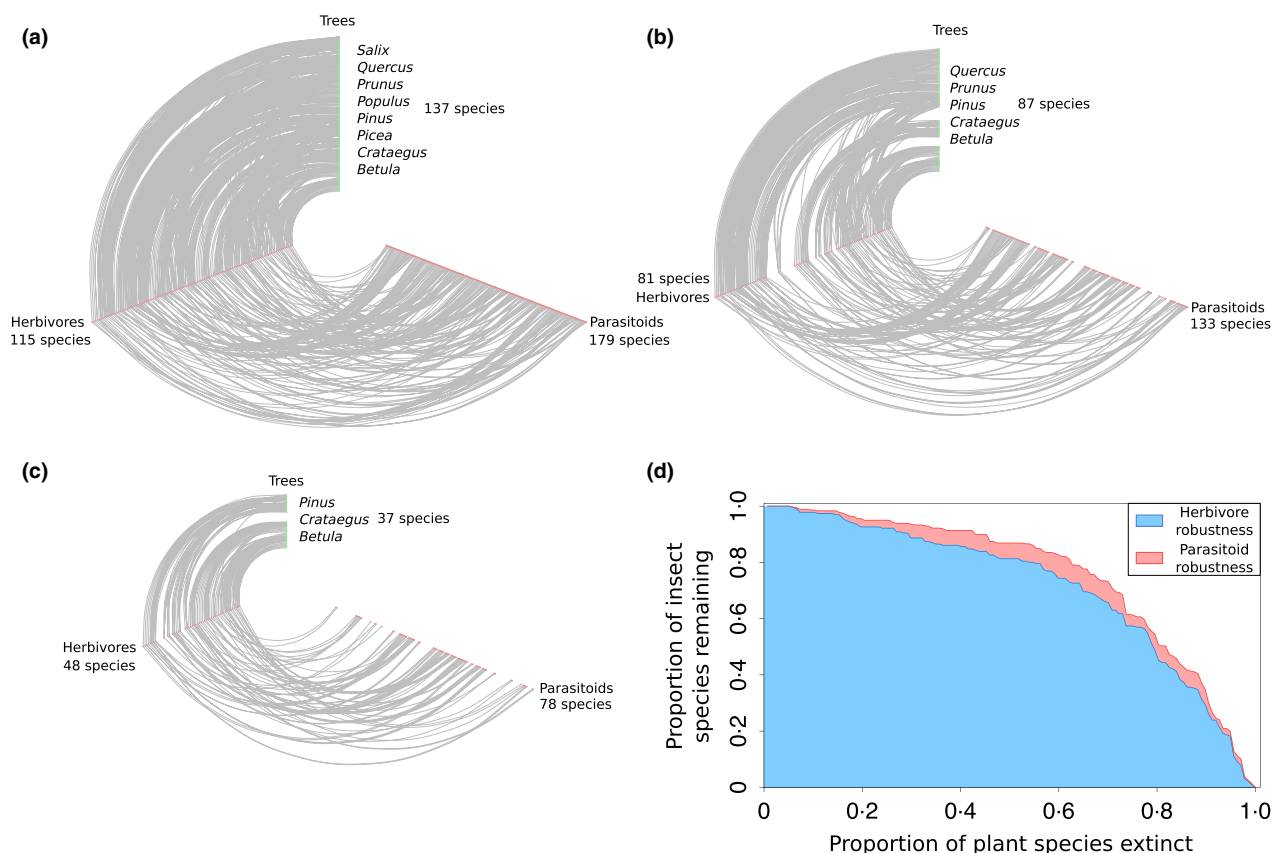 (a)
Trees
Salix
Quercus
Prunus
Populus
Pinus
Picea
Crataegus
Betula
137 species
Herbivores
115 species
Parasitoids
179 species
(b)
Trees
Quercus
Prunus
Pinus
Crataegus
Betula
87 species
81 species
Herbivores
Parasitoids
133 species
(c)
Trees
Pinus
Crataegus
Betula
37 species
Herbivores
48 species
Parasitoids
78 species
(d)
Proportion of insect
species remaining
1·0
0·8
0·6
0·4
0·2
0
Herbivore
robustness
Parasitoid
robustness
0
0·2
0·4
0·6
0·8
1·0
Proportion of plant species extinct